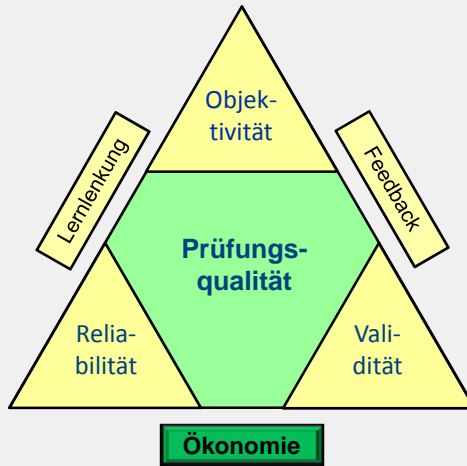 Objek-
tivität
Lernlenkung
Feedback
Prüfungs-
qualität
Relia-
bilität
Vali-
dität
Ökonomie